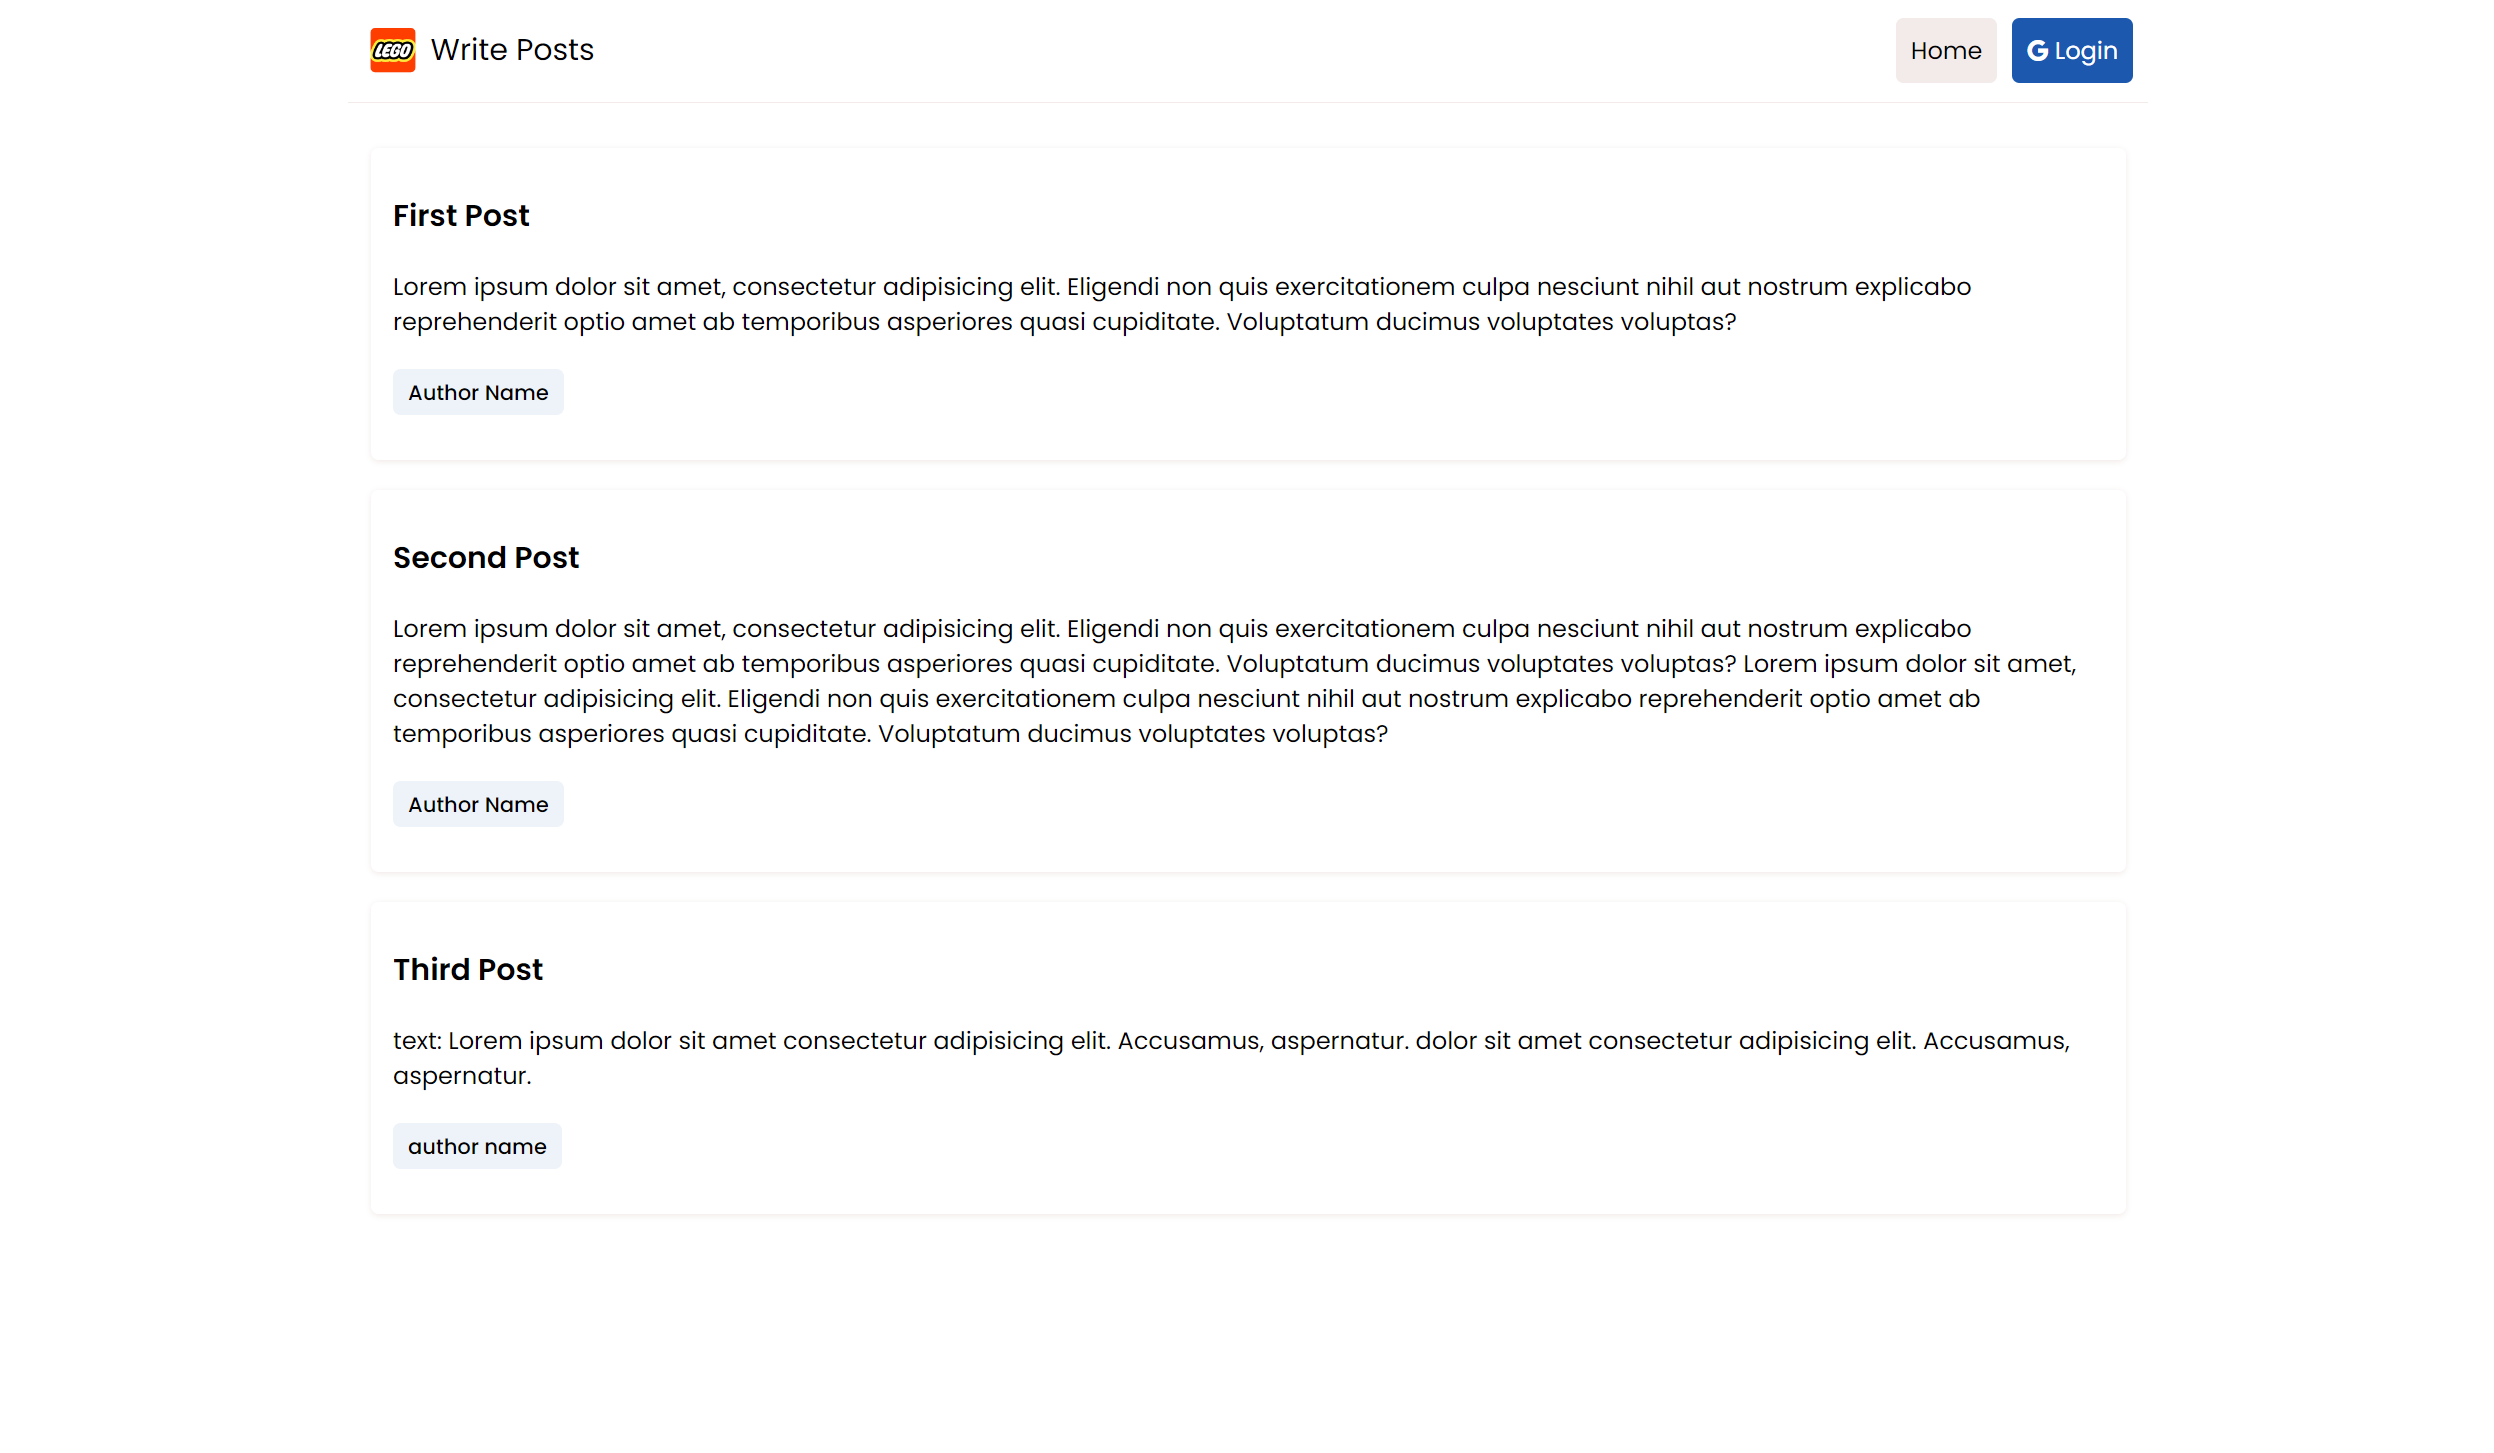 LEGO Write Posts
Home
G Login
First Post
Lorem ipsum dolor sit amet, consectetur adipisicing elit. Eligendi non quis exercitationem culpa nesciunt nihil aut nostrum explicabo
reprehenderit optio amet ab temporibus asperiores quasi cupiditate. Voluptatum ducimus voluptates voluptas?
Author Name
Second Post
Lorem ipsum dolor sit amet, consectetur adipisicing elit. Eligendi non quis exercitationem culpa nesciunt nihil aut nostrum explicabo
reprehenderit optio amet ab temporibus asperiores quasi cupiditate. Voluptatum ducimus voluptates voluptas? Lorem ipsum dolor sit amet,
consectetur adipisicing elit. Eligendi non quis exercitationem culpa nesciunt nihil aut nostrum explicabo reprehenderit optio amet ab
temporibus asperiores quasi cupiditate. Voluptatum ducimus voluptates voluptas?
Author Name
Third Post
text: Lorem ipsum dolor sit amet consectetur adipisicing elit. Accusamus, aspernatur. dolor sit amet consectetur adipisicing elit. Accusamus,
aspernatur.
author name